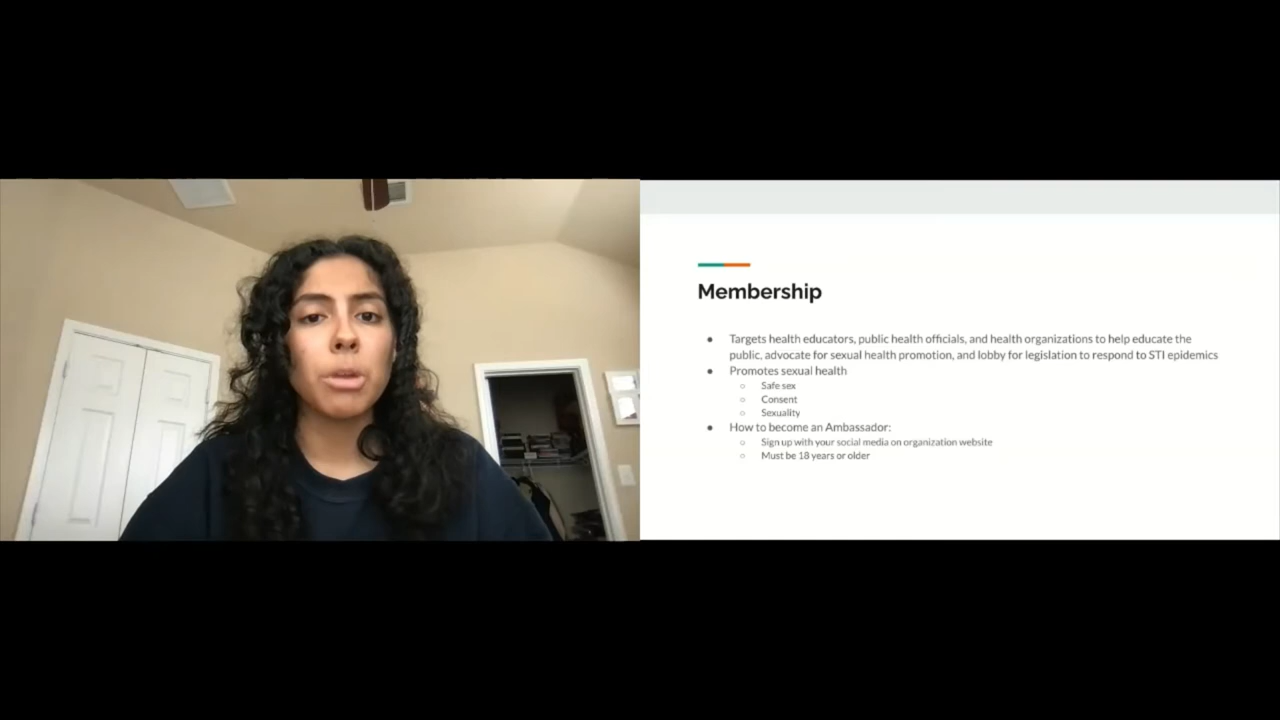 Membership
● Targets health educators, public health officials, and health organizations to help educate the
public, advocate for sexual health promotion, and lobby for legislation to respond to STI epidemics
● Promotes sexual health
○ Safe sex
○ Consent
○ Sexuality
● How to become an Ambassador:
○ Sign up with your social media on organization website
○ Must be 18 years or older